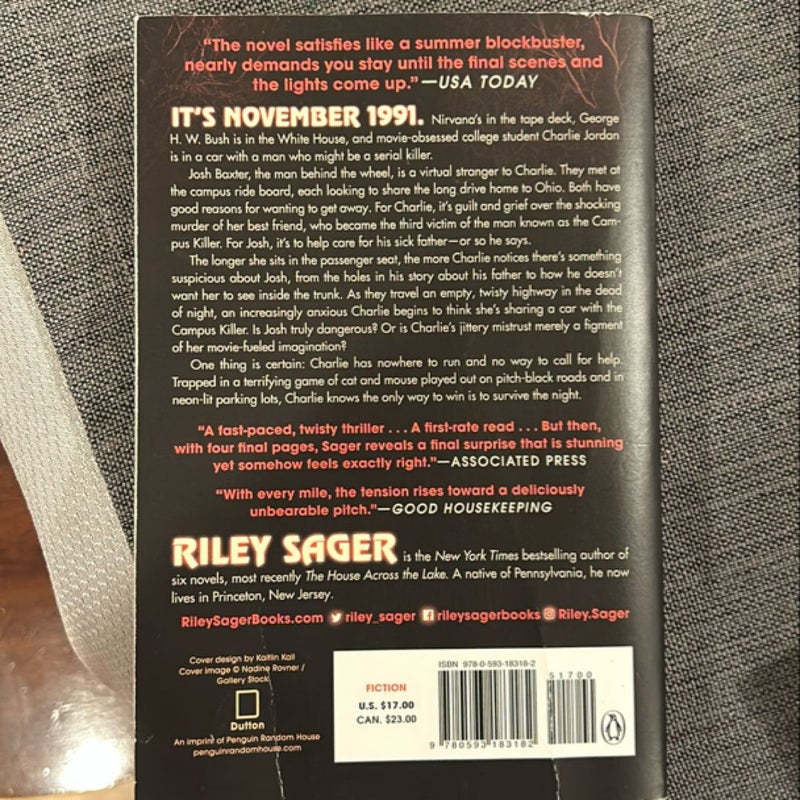 “The novel satisfies like a summer blockbuster,
nearly demands you stay until the final scenes and
the lights come up.”—USA TODAY
IT'S NOVEMBER 1991. Nirvana's in the tape deck, George
H. W. Bush is in the White House, and movie-obsessed college student Charlie Jordan
is in a car with a man who might be a serial killer.
Josh Baxter, the man behind the wheel, is a virtual stranger to Charlie. They met at
the campus ride board, each looking to share the long drive home to Ohio. Both have
good reasons for wanting to get away. For Charlie, it's guilt and grief over the shocking
murder of her best friend, who became the third victim of the man known as the Cam-
pus Killer. For Josh, it's to help care for his sick father—or so he says.
The longer she sits in the passenger seat, the more Charlie notices there's something
suspicious about Josh, from the holes in his story about his father to how he doesn't
want her to see inside the trunk. As they travel an empty, twisty highway in the dead
of night, an increasingly anxious Charlie begins to think she's sharing a car with the
Campus Killer. Is Josh truly dangerous? Or is Charlie's jittery mistrust merely a figment
of her movie-fueled imagination?
One thing is certain: Charlie has nowhere to run and no way to call for help.
Trapped in a terrifying game of cat and mouse played out on pitch-black roads and in
neon-lit parking lots, Charlie knows the only way to win is to survive the night.
“A fast-paced, twisty thriller . . . A first-rate read . . . But then,
with four final pages, Sager reveals a final surprise that is stunning
yet somehow feels exactly right.”—ASSOCIATED PRESS
“With every mile, the tension rises toward a deliciously
unbearable pitch.”—GOOD HOUSEKEEPING
RILEY SAGER is the New York Times bestselling author of
six novels, most recently The House Across the Lake. A native of Pennsylvania, he now
lives in Princeton, New Jersey.
RileySagerBooks.com riley_sager rileysagerbooks Riley.Sager
Cover design by Kaitlin Kall
Cover image © Nadine Rovner /
Gallery Stock
Dutton
An imprint of Penguin Random House
penguinrandomhouse.com
FICTION
U.S. $17.00
CAN. $23.00
ISBN 978-0-593-18318-2
51700
9 780593 183182